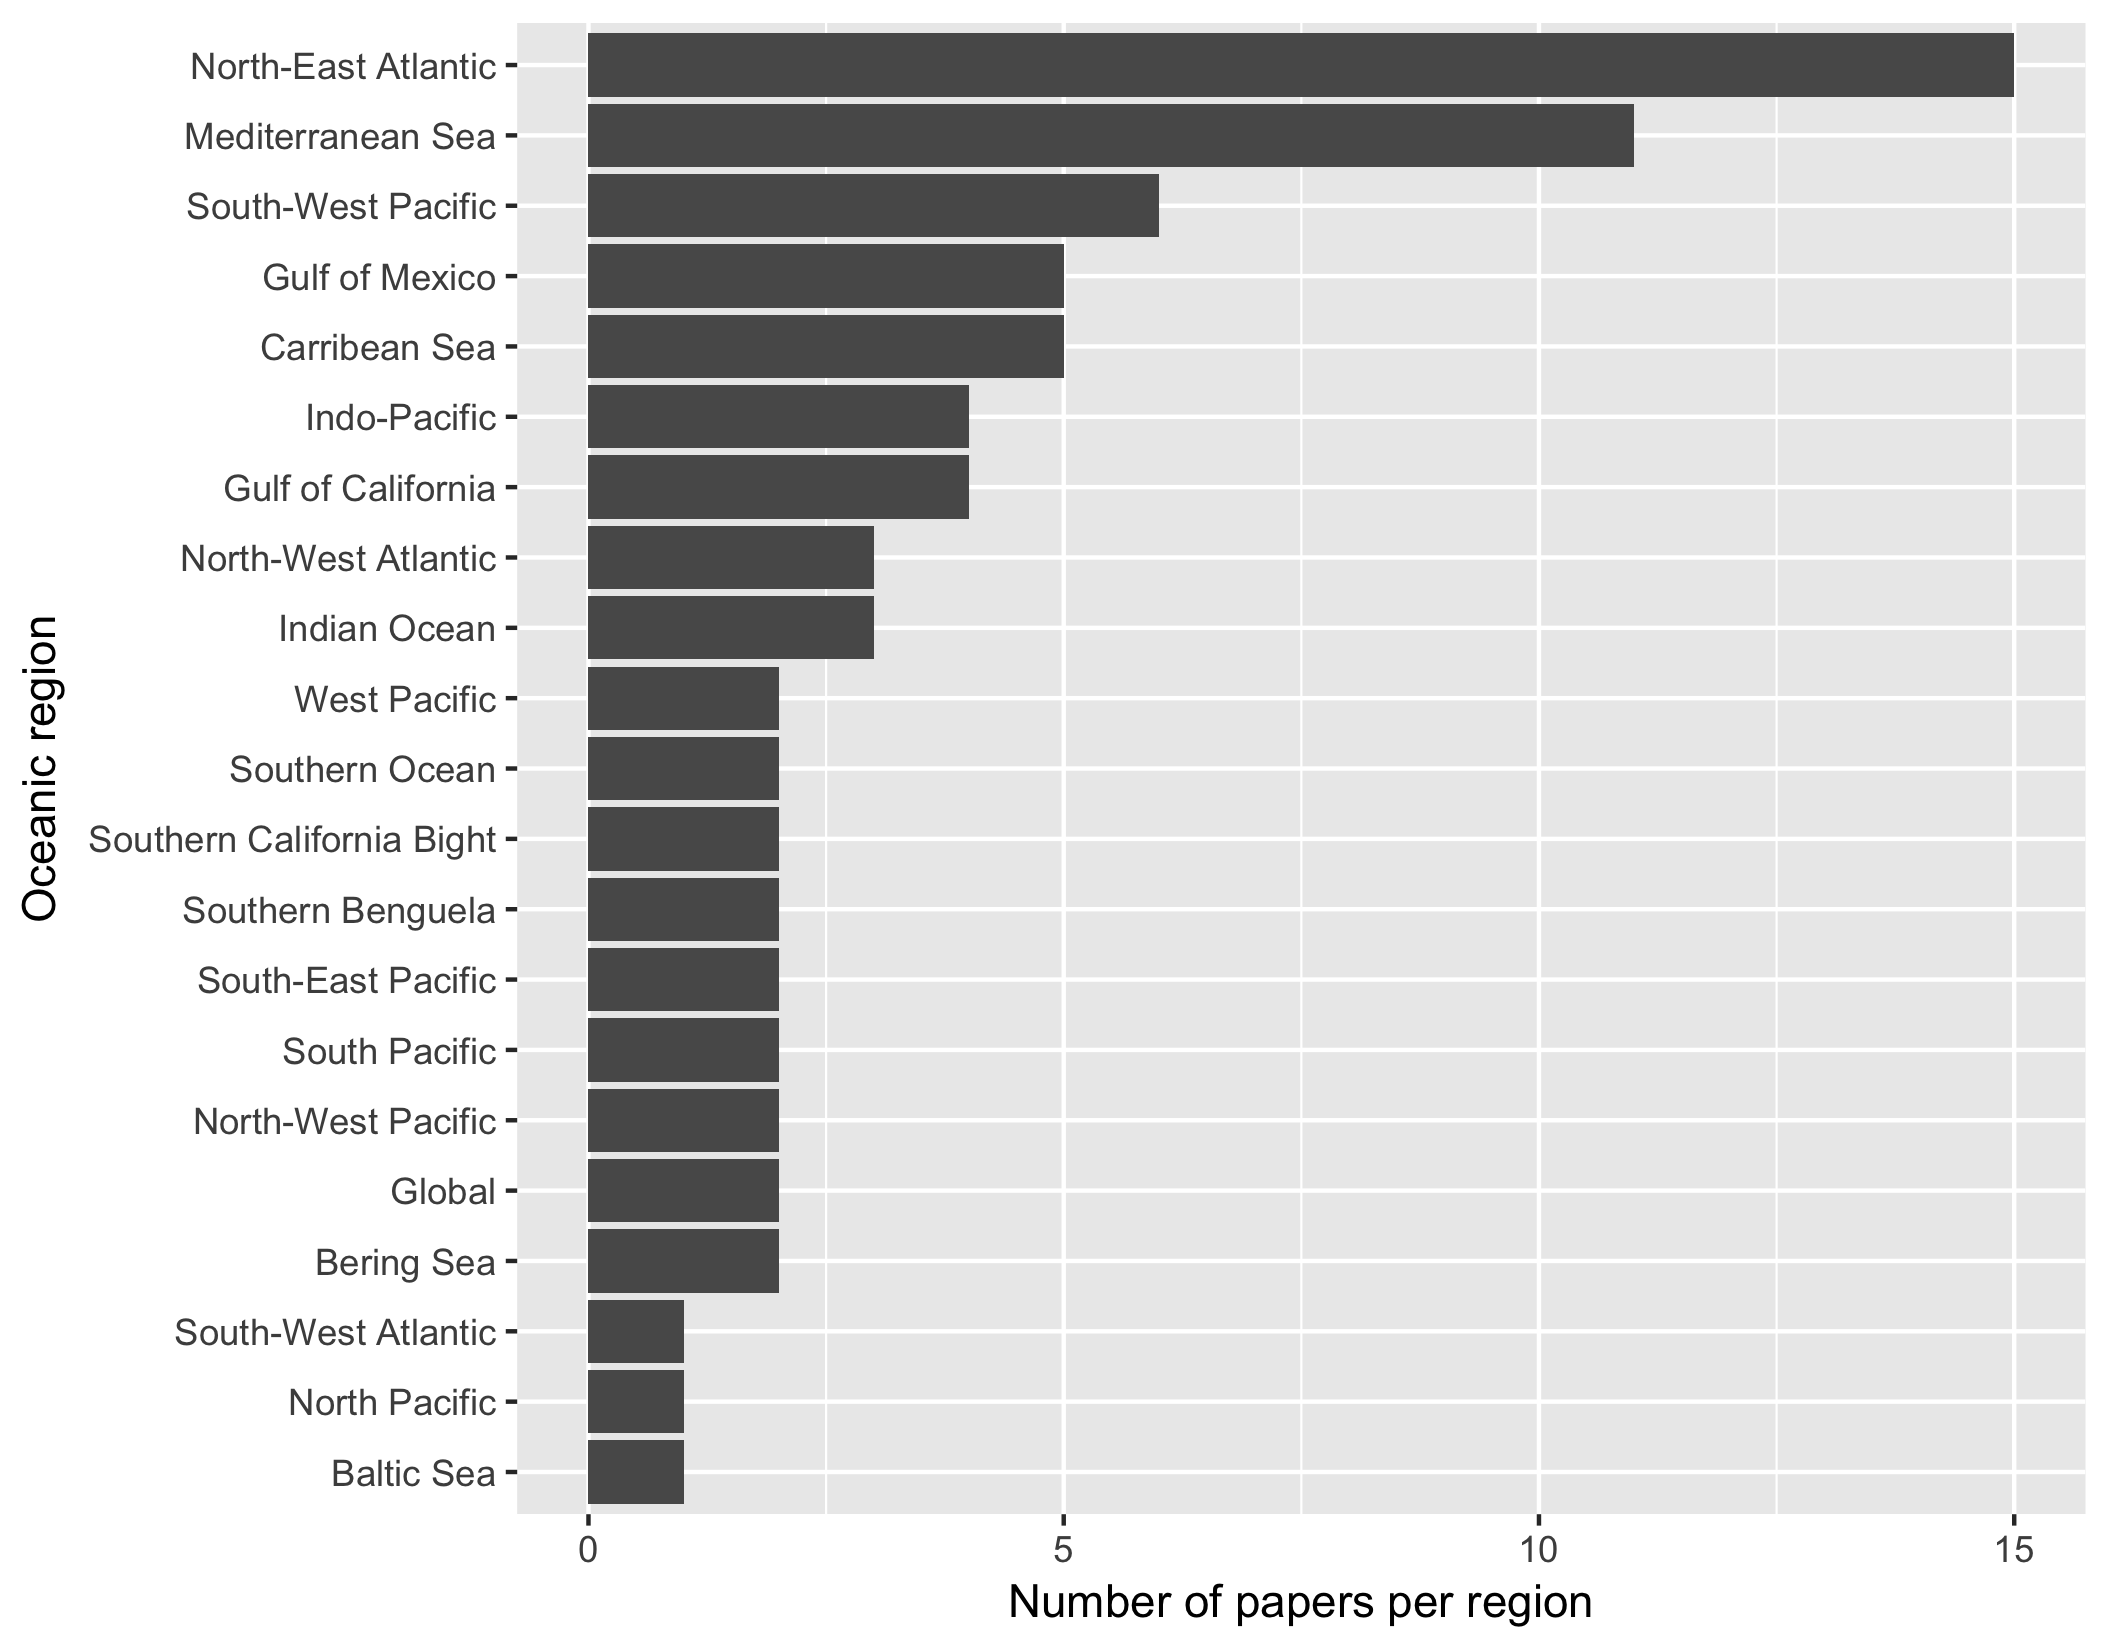 North-East Atlantic
Mediterranean Sea
South-West Pacific
Gulf of Mexico
Carribean Sea
Indo-Pacific
Gulf of California
North-West Atlantic
Indian Ocean
West Pacific
Southern Ocean
Southern California Bight
Southern Benguela
South-East Pacific
South Pacific
North-West Pacific
Global
Bering Sea
South-West Atlantic
North Pacific
Baltic Sea
Oceanic region
0 5 10 15
Number of papers per region